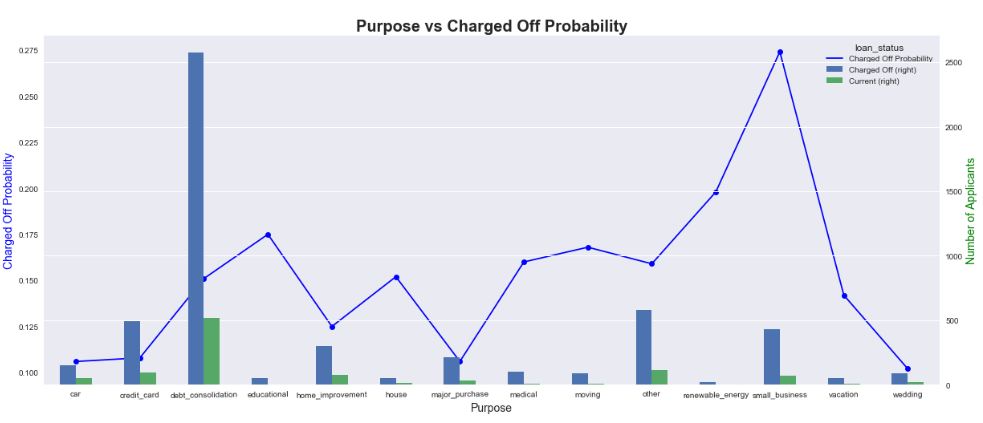 Purpose vs Charged Off Probability
loan_status
Charged Off Probability
Charged Off (right)
Current (right)
Charged Off Probability
0.275
0.250
0.225
0.200
0.175
0.150
0.125
0.100
Number of Applicants
2500
2000
1500
1000
500
0
car credit_card debt_consolidation educational home_improvement house major_purchase medical moving other renewable_energy small_business vacation wedding
Purpose